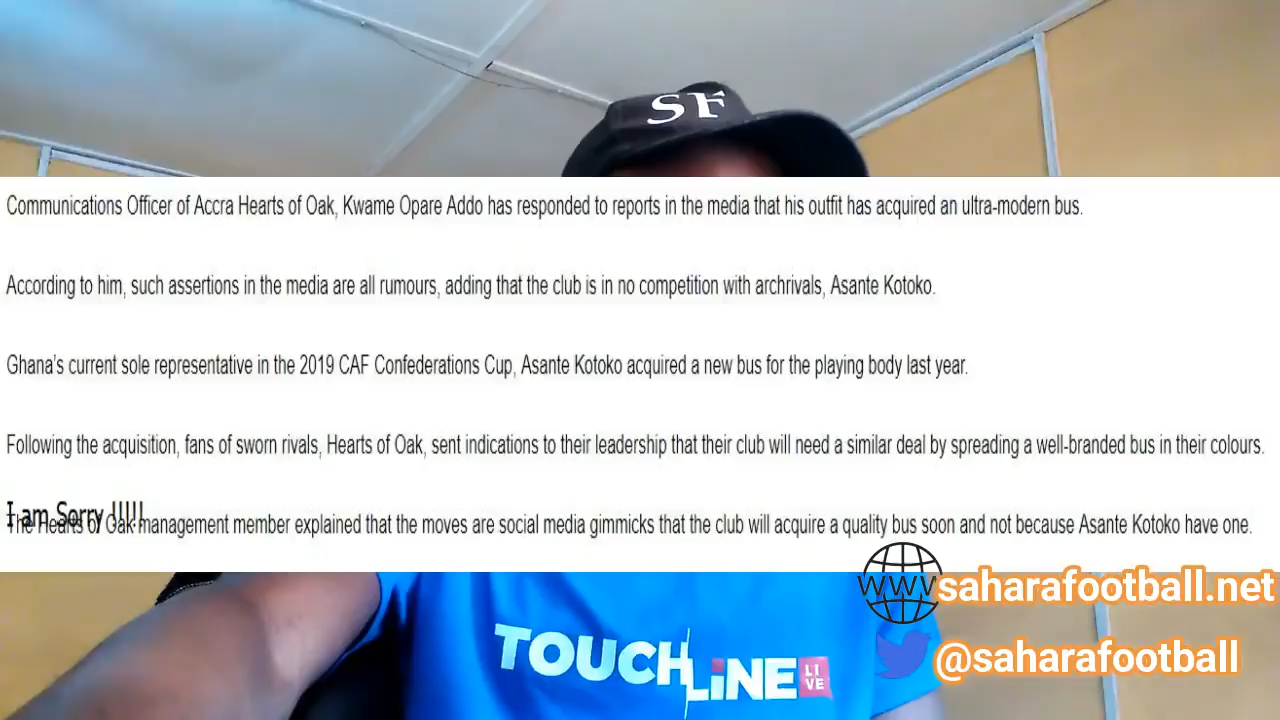 SF
Communications Officer of Accra Hearts of Oak, Kwame Opare Addo has responded to reports in the media that his outfit has acquired an ultra-modern bus.
According to him, such assertions in the media are all rumours, adding that the club is in no competition with archrivals, Asante Kotoko.
Ghana's current sole representative in the 2019 CAF Confederations Cup, Asante Kotoko acquired a new bus for the playing body last year.
Following the acquisition, fans of sworn rivals, Hearts of Oak, sent indications to their leadership that their club will need a similar deal by spreading a well-branded bus in their colours.
I am Sorry !!!!!
The Hearts of Oak management member explained that the moves are social media gimmicks that the club will acquire a quality bus soon and not because Asante Kotoko have one.
WWW saharafootball.net
@saharafootball
TOUCHLINE LIVE